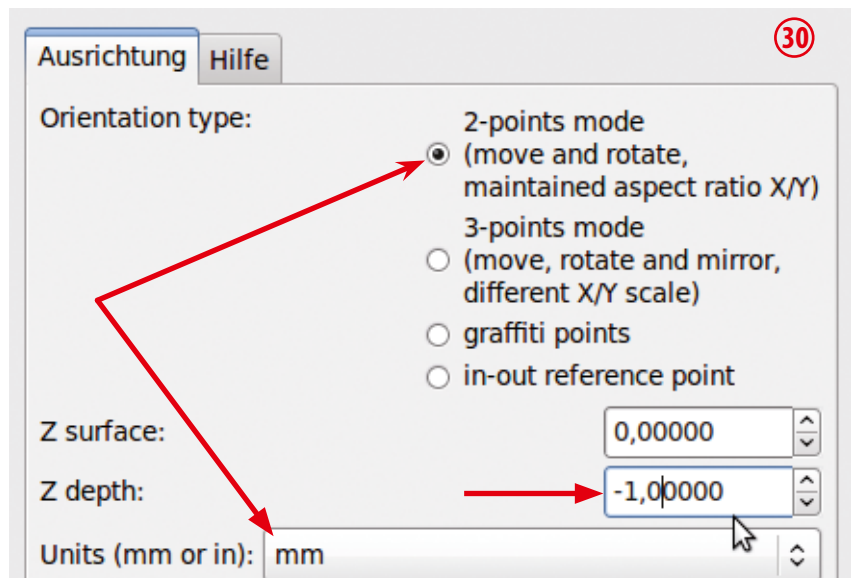 30
Ausrichtung Hilfe
Orientation type:
2-points mode
(move and rotate,
maintained aspect ratio X/Y)
3-points mode
(move, rotate and mirror,
different X/Y scale)
graffiti points
in-out reference point
Z surface: 0,00000
Z depth: -1,00000
Units (mm or in): mm